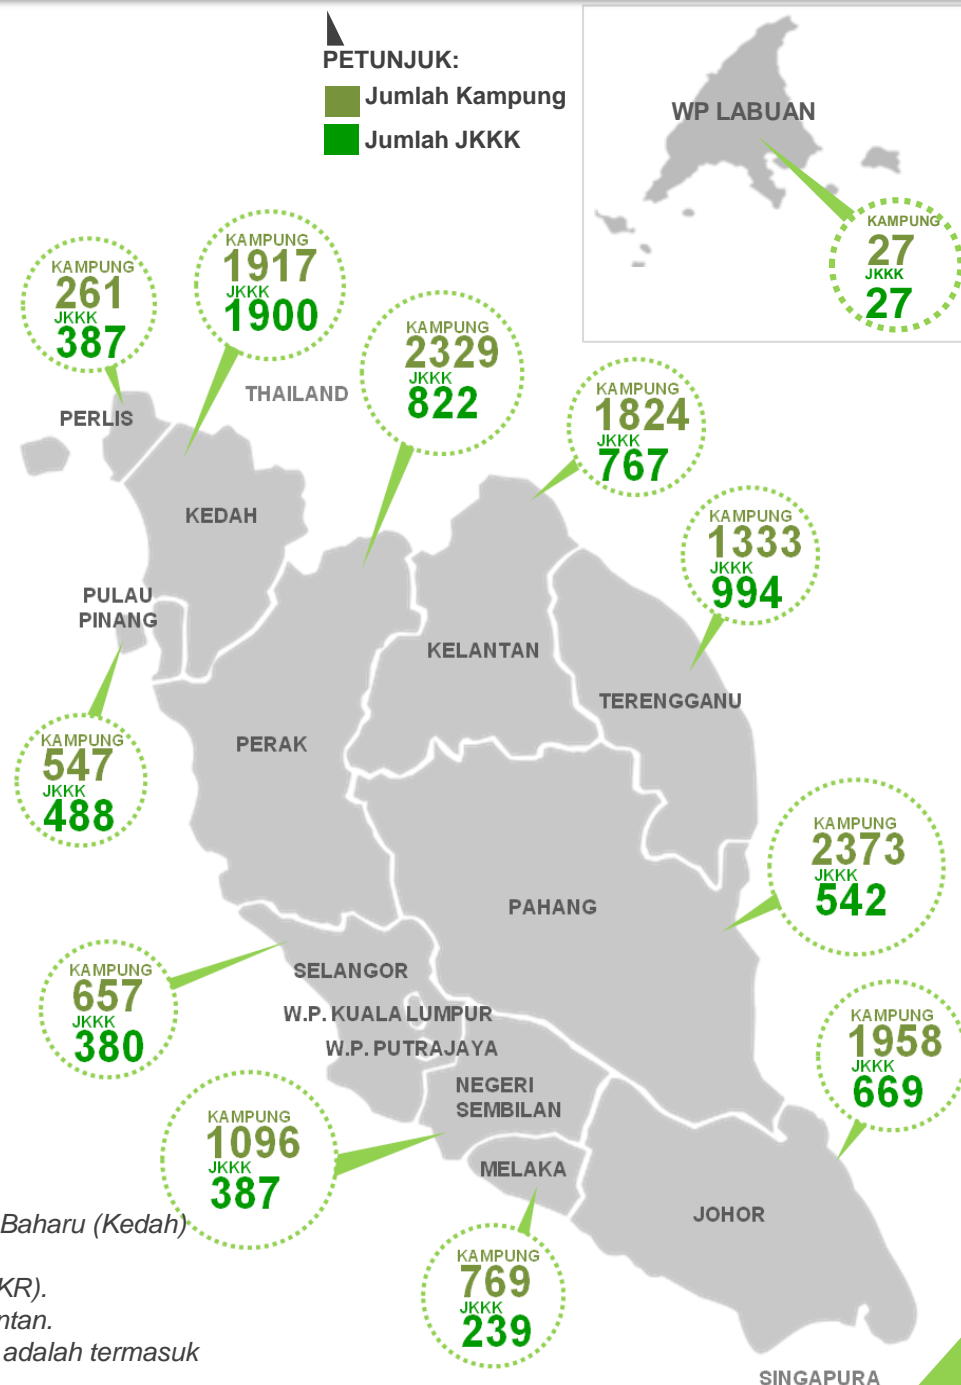 PETUNJUK:
Jumlah Kampung
Jumlah JKKK
WP LABUAN
KAMPUNG
27
JKKK
27
KAMPUNG
261
JKKK
387
KAMPUNG
1917
JKKK
1900
KAMPUNG
2329
JKKK
822
KAMPUNG
1824
JKKK
767
KAMPUNG
1333
JKKK
994
THAILAND
PERLIS
KEDAH
PULAU
PINANG
KELANTAN
TERENGGANU
PERAK
KAMPUNG
547
JKKK
488
KAMPUNG
2373
JKKK
542
PAHANG
SELANGOR
W.P. KUALA LUMPUR
W.P. PUTRAJAYA
KAMPUNG
657
JKKK
380
KAMPUNG
1958
JKKK
669
NEGERI
SEMBILAN
KAMPUNG
1096
JKKK
387
MELAKA
JOHOR
KAMPUNG
769
JKKK
239
Baharu (Kedah)
KR).
ntan.
adalah termasuk
SINGAPURA